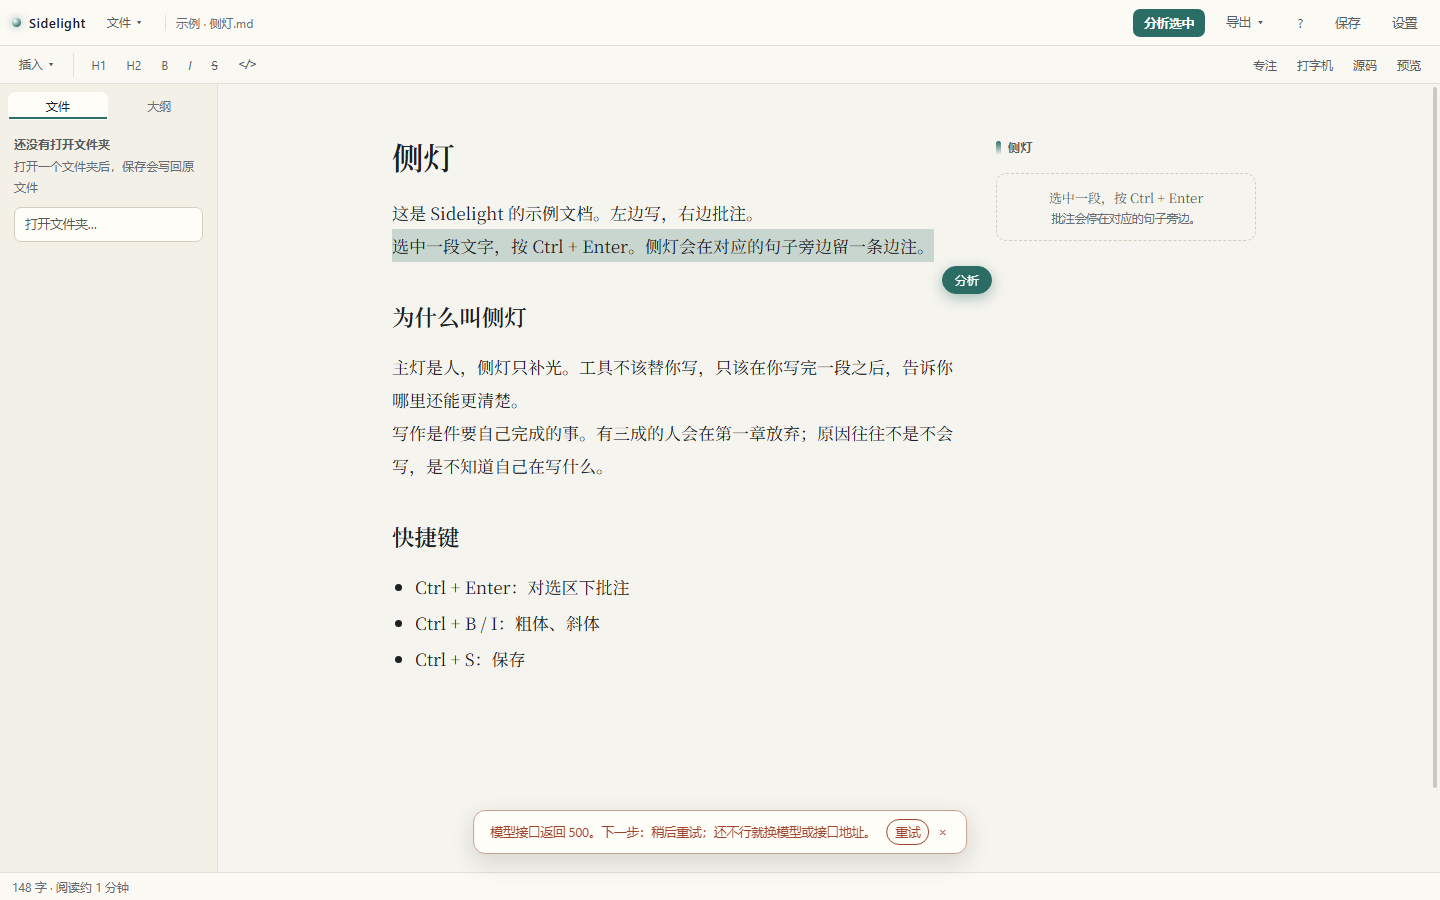 Sidelight 文件 ▾ 示例 · 侧灯.md 分析选中 导出 ▾ ? 保存 设置
插入 ▾ H1 H2 B I S </> 专注 打字机 源码 预览
文件 大纲
还没有打开文件夹
打开一个文件夹后，保存会写回原
文件
打开文件夹...
侧灯
这是 Sidelight 的示例文档。左边写，右边批注。
选中一段文字，按 Ctrl + Enter。侧灯会在对应的句子旁边留一条边注。
分析
为什么叫侧灯
主灯是人，侧灯只补光。工具不该替你写，只该在你写完一段之后，告诉你
哪里还能更清楚。
写作是件要自己完成的事。有三成的人会在第一章放弃；原因往往不是不会
写，是不知道自己在写什么。
快捷键
• Ctrl + Enter：对选区下批注
• Ctrl + B / I：粗体、斜体
• Ctrl + S：保存
侧灯
选中一段，按 Ctrl + Enter
批注会停在对应的句子旁边。
模型接口返回 500。下一步：稍后重试；还不行就换模型或接口地址。 重试 ×
148 字 · 阅读约 1 分钟